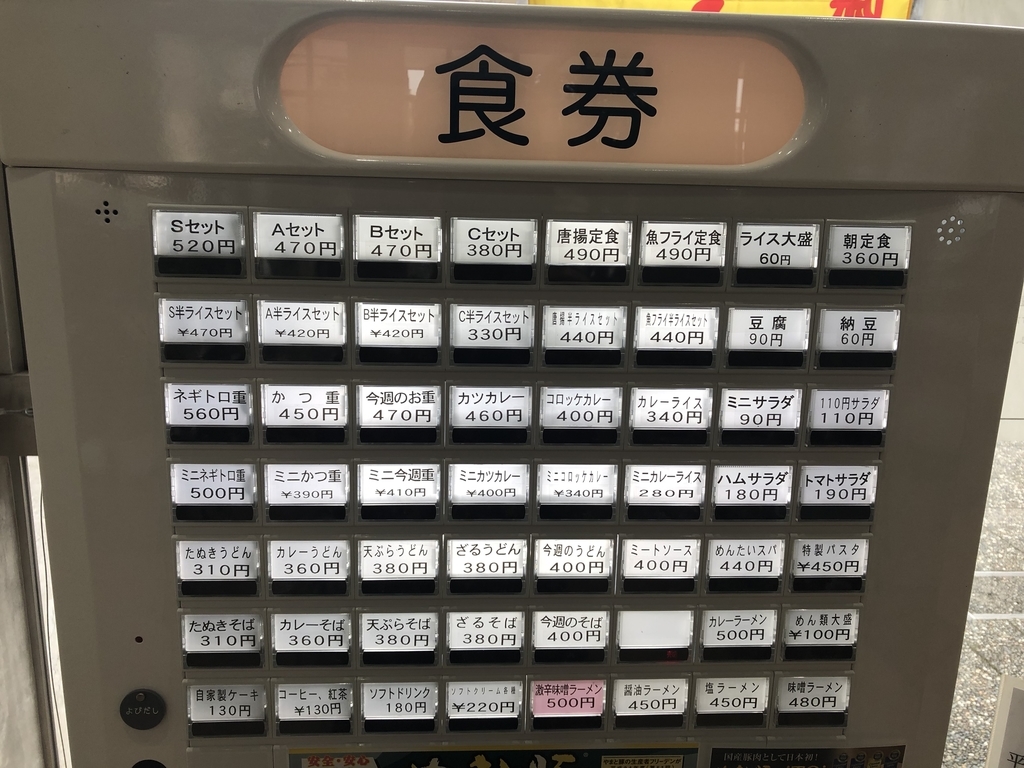 食券
Sセット
520円
Aセット
470円
Bセット
470円
Cセット
380円
唐揚定食
490円
魚フライ定食
490円
ライス大盛
60円
朝定食
360円
S半ライスセット
¥470円
A半ライスセット
¥420円
B半ライスセット
¥420円
C半ライスセット
330円
唐揚半ライスセット
440円
魚フライ半ライスセット
440円
豆腐
90円
納豆
60円
ネギトロ重
560円
かつ重
450円
今週のお重
470円
カツカレー
460円
コロッケカレー
400円
カレーライス
340円
ミニサラダ
90円
110円サラダ
110円
ミニネギトロ重
500円
ミニかつ重
¥390円
ミニ今週重
¥410円
ミニカツカレー
¥400円
ミニコロッケカレー
¥340円
ミニカレーライス
280円
ハムサラダ
180円
トマトサラダ
190円
たぬきうどん
310円
カレーうどん
360円
天ぷらうどん
380円
ざるうどん
380円
今週のうどん
400円
ミートソース
400円
めんたいスパ
440円
特製パスタ
¥450円
たぬきそば
310円
カレーそば
360円
天ぷらそば
380円
ざるそば
380円
今週のそば
400円
カレーラーメン
500円
めん類大盛
¥100円
自家製ケーキ
130円
コーヒー、紅茶
¥130円
ソフトドリンク
180円
ソフトクリーム各種
¥220円
激辛味噌ラーメン
500円
醤油ラーメン
450円
塩ラーメン
450円
味噌ラーメン
480円
よびだし
安全・安心
やまと豚の生産者フリーデンが
国産豚肉として日本初!